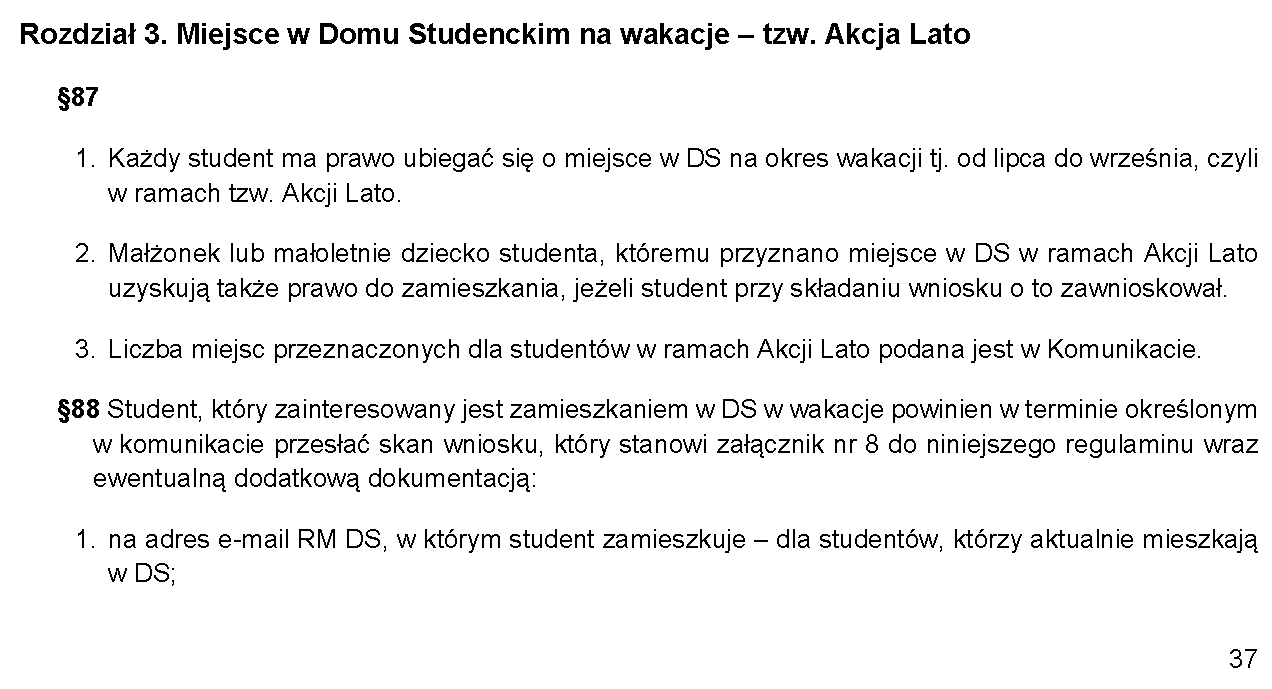 Rozdział 3. Miejsce w Domu Studenckim na wakacje – tzw. Akcja Lato
§87
1. Każdy student ma prawo ubiegać się o miejsce w DS na okres wakacji tj. od lipca do września, czyli
w ramach tzw. Akcji Lato.
2. Małżonek lub małoletnie dziecko studenta, któremu przyznano miejsce w DS w ramach Akcji Lato
uzyskują także prawo do zamieszkania, jeżeli student przy składaniu wniosku o to zawnioskował.
3. Liczba miejsc przeznaczonych dla studentów w ramach Akcji Lato podana jest w Komunikacie.
§88 Student, który zainteresowany jest zamieszkaniem w DS w wakacje powinien w terminie określonym
w komunikacie przesłać skan wniosku, który stanowi załącznik nr 8 do niniejszego regulaminu wraz
ewentualną dodatkową dokumentacją:
1. na adres e-mail RM DS, w którym student zamieszkuje – dla studentów, którzy aktualnie mieszkają
w DS;
37